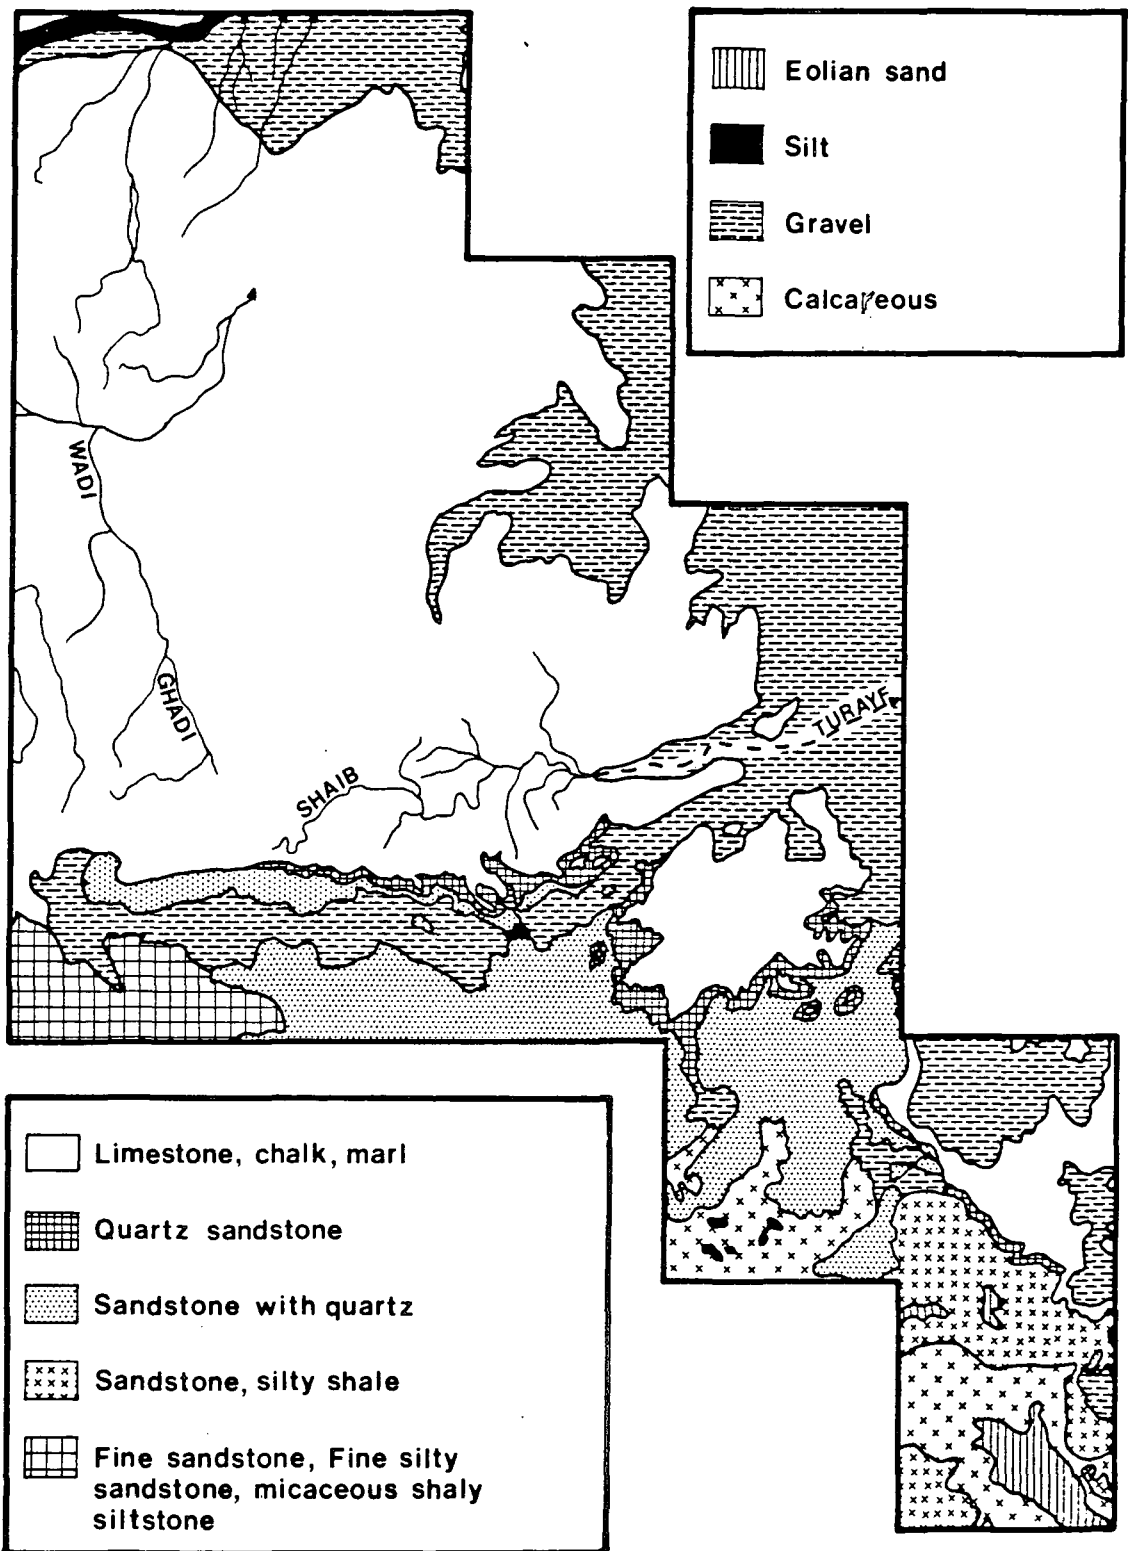 Eolian sand
Silt
Gravel
Calcareous
WADI
GHADI
SHAIB
TURAYF
Limestone, chalk, marl
Quartz sandstone
Sandstone with quartz
Sandstone, silty shale
Fine sandstone, Fine silty
sandstone, micaceous shaly
siltstone